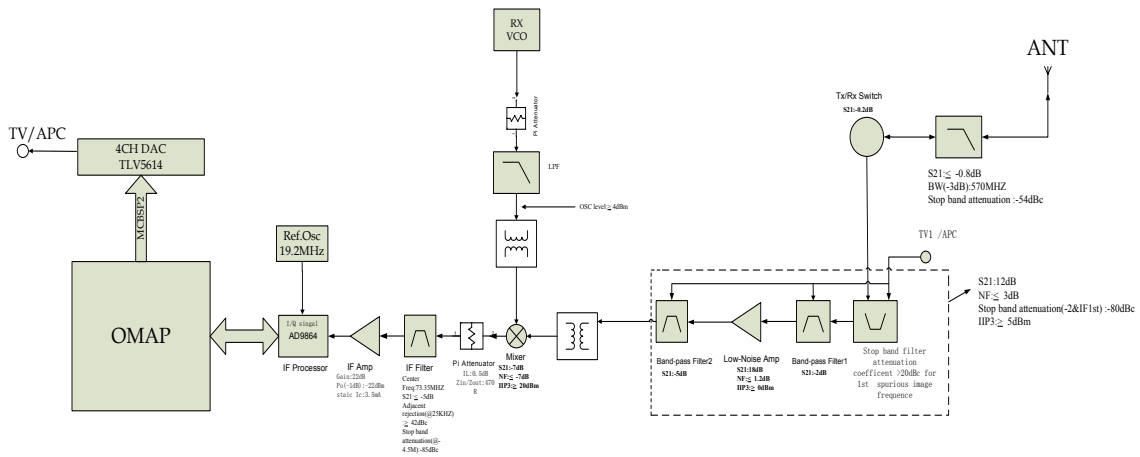 RX
VCO
ANT
Tx/Rx Switch
S21:-0.2dB
Pi Attenuator
TV/APC
4CH DAC
TLV5614
LPF
S21:≤ -0.8dB
BW(-3dB):570MHZ
Stop band attenuation :-54dBc
MCBSP2
OSC level:≥ 4dBm
Ref.Osc
19.2MHz
TV1 /APC
S21:12dB
NF:≤ 3dB
Stop band attenuation(-2&IF1st) :-80dBc
IIP3:≥ 5dBm
OMAP
I/Q singal
AD9864
IF Processor
IF Amp
Gain:22dB
Po(-1dB):-22dBm
staic Ic:3.5mA
IF Filter
Center
Freq:73.35MHZ
S21:≤ -5dB
Adjacent
rejection(@25KHZ)
:≥ 42dBc
Stop band
attenuation(@-
4.5M):-85dBc
Pi Attenuator
IL:0.5dB
Zin/Zout:470
R
Mixer
S21:-7dB
NF:≤ -7dB
IIP3:≥ 20dBm
Band-pass Filter2
S21:-5dB
Low-Noise Amp
S21:18dB
NF:≤ 1.2dB
IIP3:≥ 0dBm
Band-pass Filter1
S21:-2dB
Stop band filter
attenuation
coefficent >20dBc for
1st spurious image
frequence